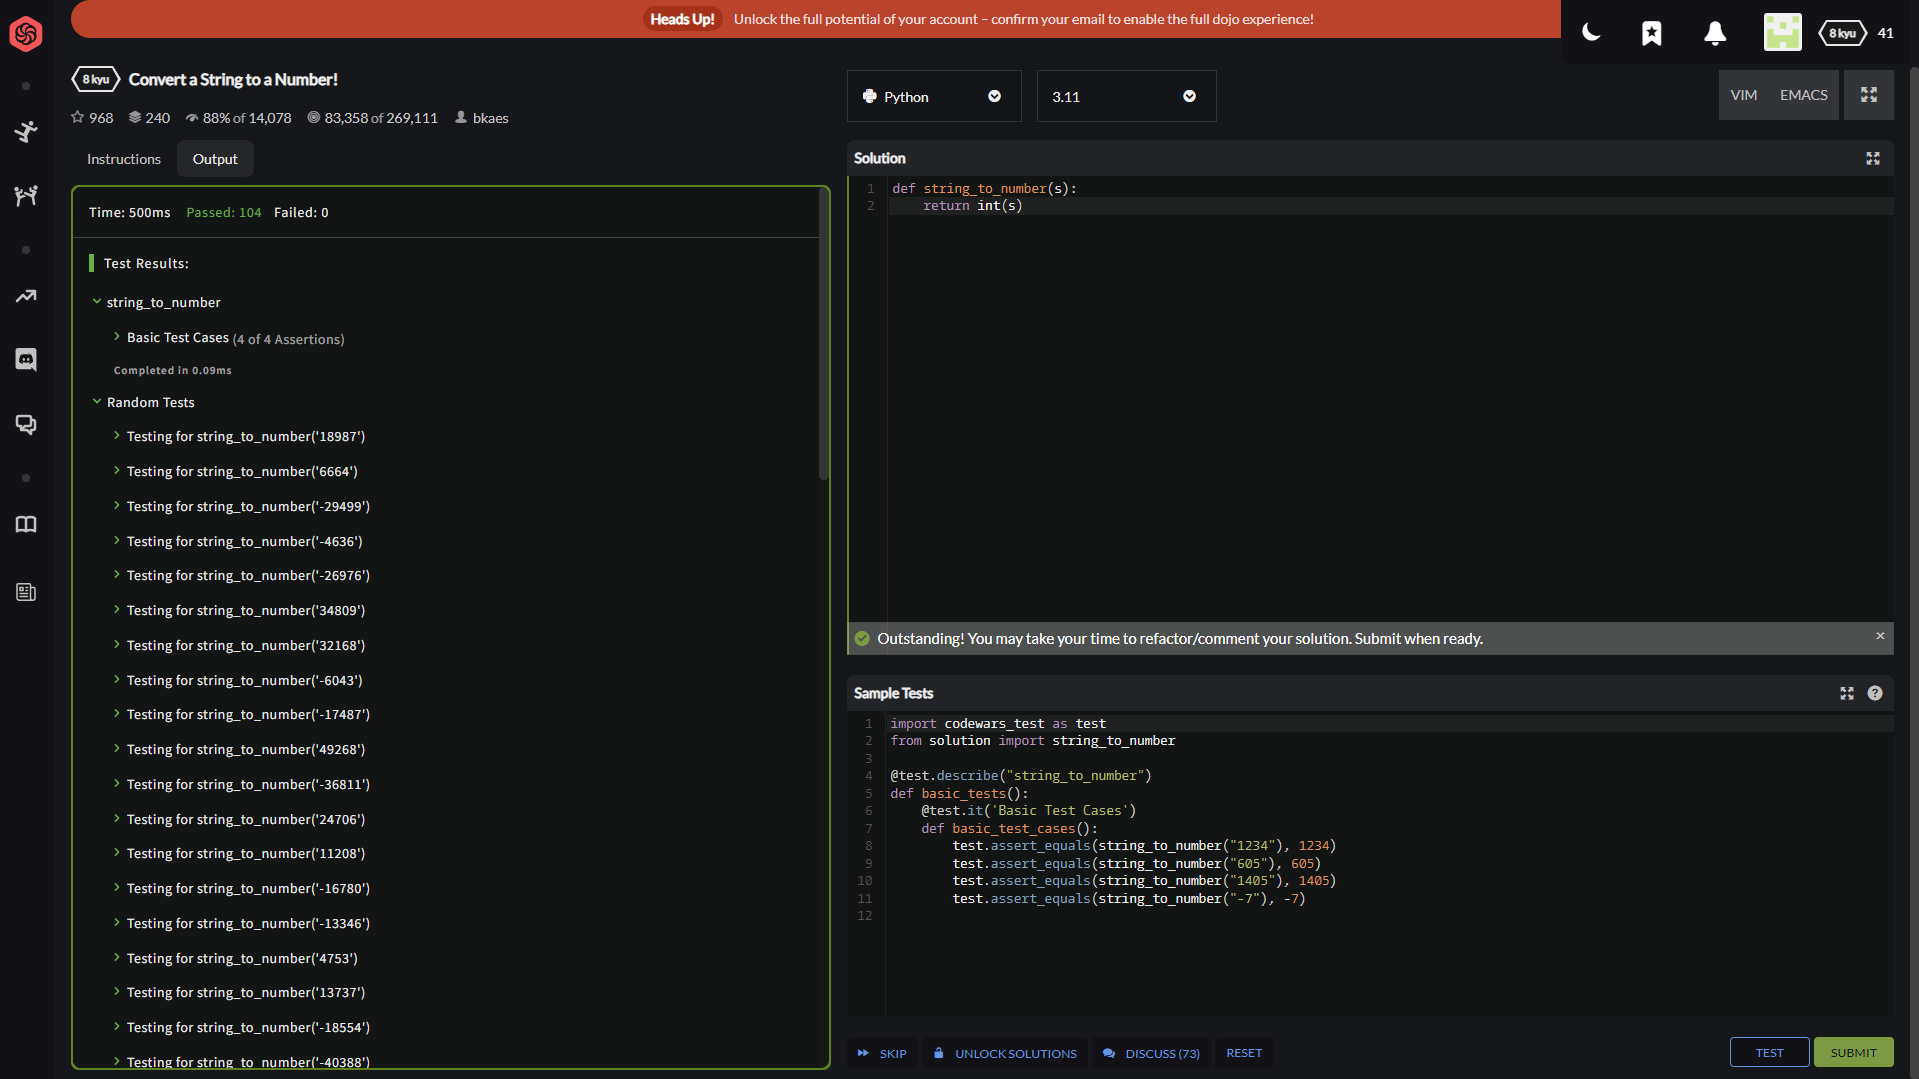 Heads Up! Unlock the full potential of your account – confirm your email to enable the full dojo experience!
8 kyu 41
8 kyu Convert a String to a Number!
968 240 88% of 14,078 83,358 of 269,111 bkaes
Instructions Output
Time: 500ms Passed: 104 Failed: 0
Test Results:
string_to_number
Basic Test Cases (4 of 4 Assertions)
Completed in 0.09ms
Random Tests
Testing for string_to_number('18987')
Testing for string_to_number('6664')
Testing for string_to_number('-29499')
Testing for string_to_number('-4636')
Testing for string_to_number('-26976')
Testing for string_to_number('34809')
Testing for string_to_number('32168')
Testing for string_to_number('-6043')
Testing for string_to_number('-17487')
Testing for string_to_number('49268')
Testing for string_to_number('-36811')
Testing for string_to_number('24706')
Testing for string_to_number('11208')
Testing for string_to_number('-16780')
Testing for string_to_number('-13346')
Testing for string_to_number('4753')
Testing for string_to_number('13737')
Testing for string_to_number('-18554')
Testing for string_to_number('-40388')
Python 3.11 VIM EMACS
Solution
1 def string_to_number(s):
2     return int(s)
Outstanding! You may take your time to refactor/comment your solution. Submit when ready. ×
Sample Tests ?
1 import codewars_test as test
2 from solution import string_to_number
3
4 @test.describe("string_to_number")
5 def basic_tests():
6     @test.it('Basic Test Cases')
7     def basic_test_cases():
8         test.assert_equals(string_to_number("1234"), 1234)
9         test.assert_equals(string_to_number("605"), 605)
10         test.assert_equals(string_to_number("1405"), 1405)
11         test.assert_equals(string_to_number("-7"), -7)
12
SKIP UNLOCK SOLUTIONS DISCUSS (73) RESET TEST SUBMIT